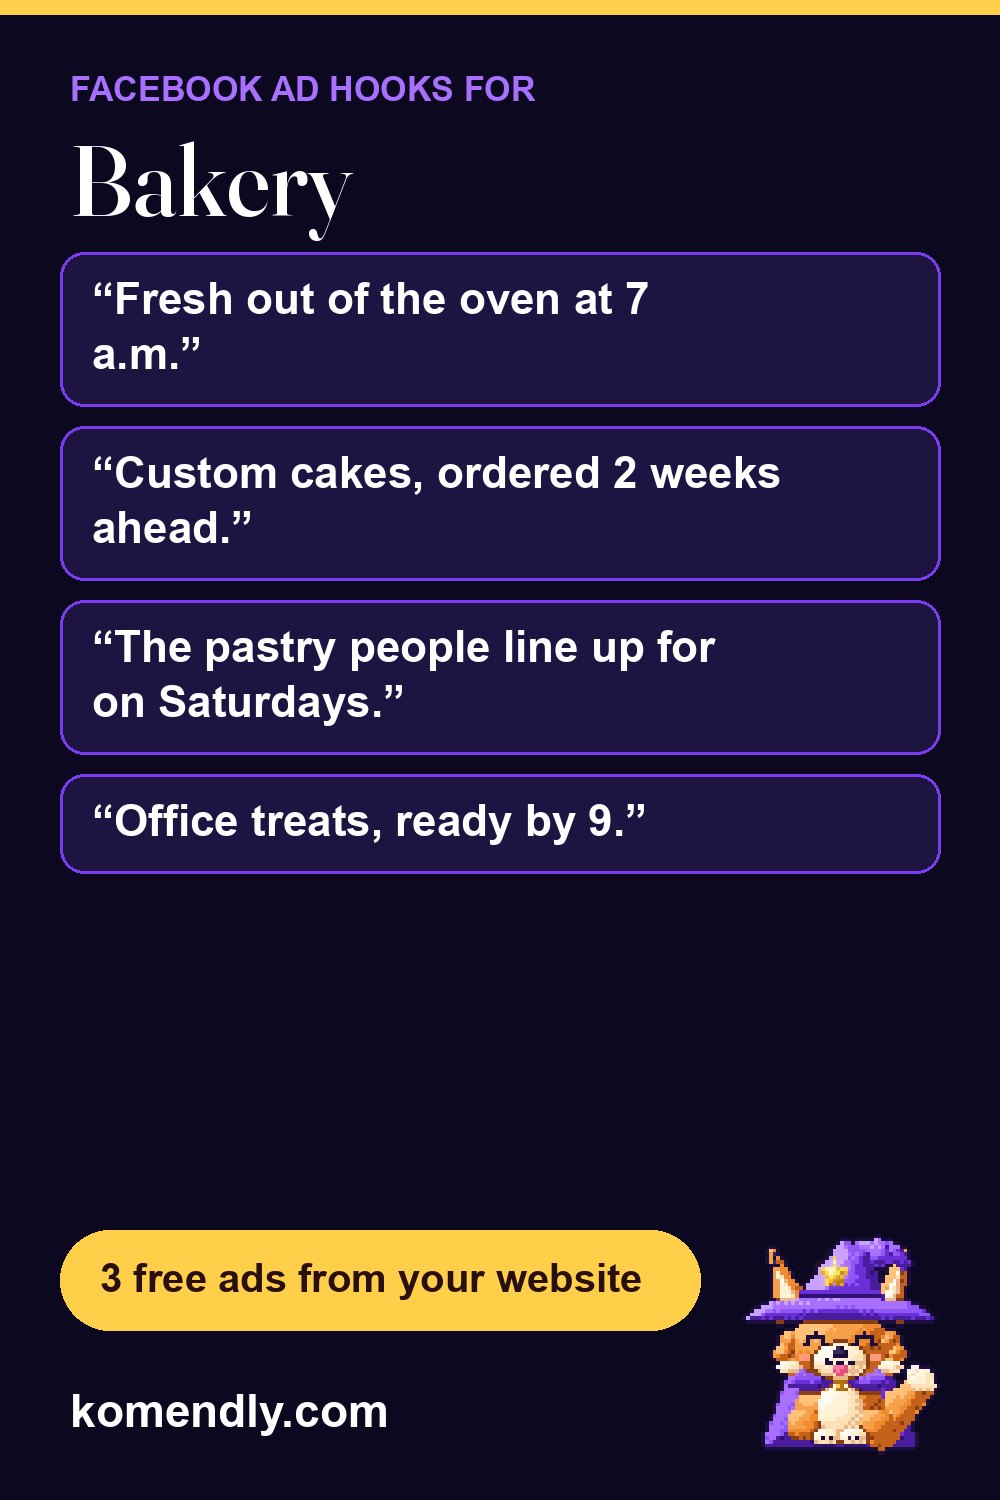 FACEBOOK AD HOOKS FOR
Bakery
“Fresh out of the oven at 7
a.m.”
“Custom cakes, ordered 2 weeks
ahead.”
“The pastry people line up for
on Saturdays.”
“Office treats, ready by 9.”
3 free ads from your website
komendly.com